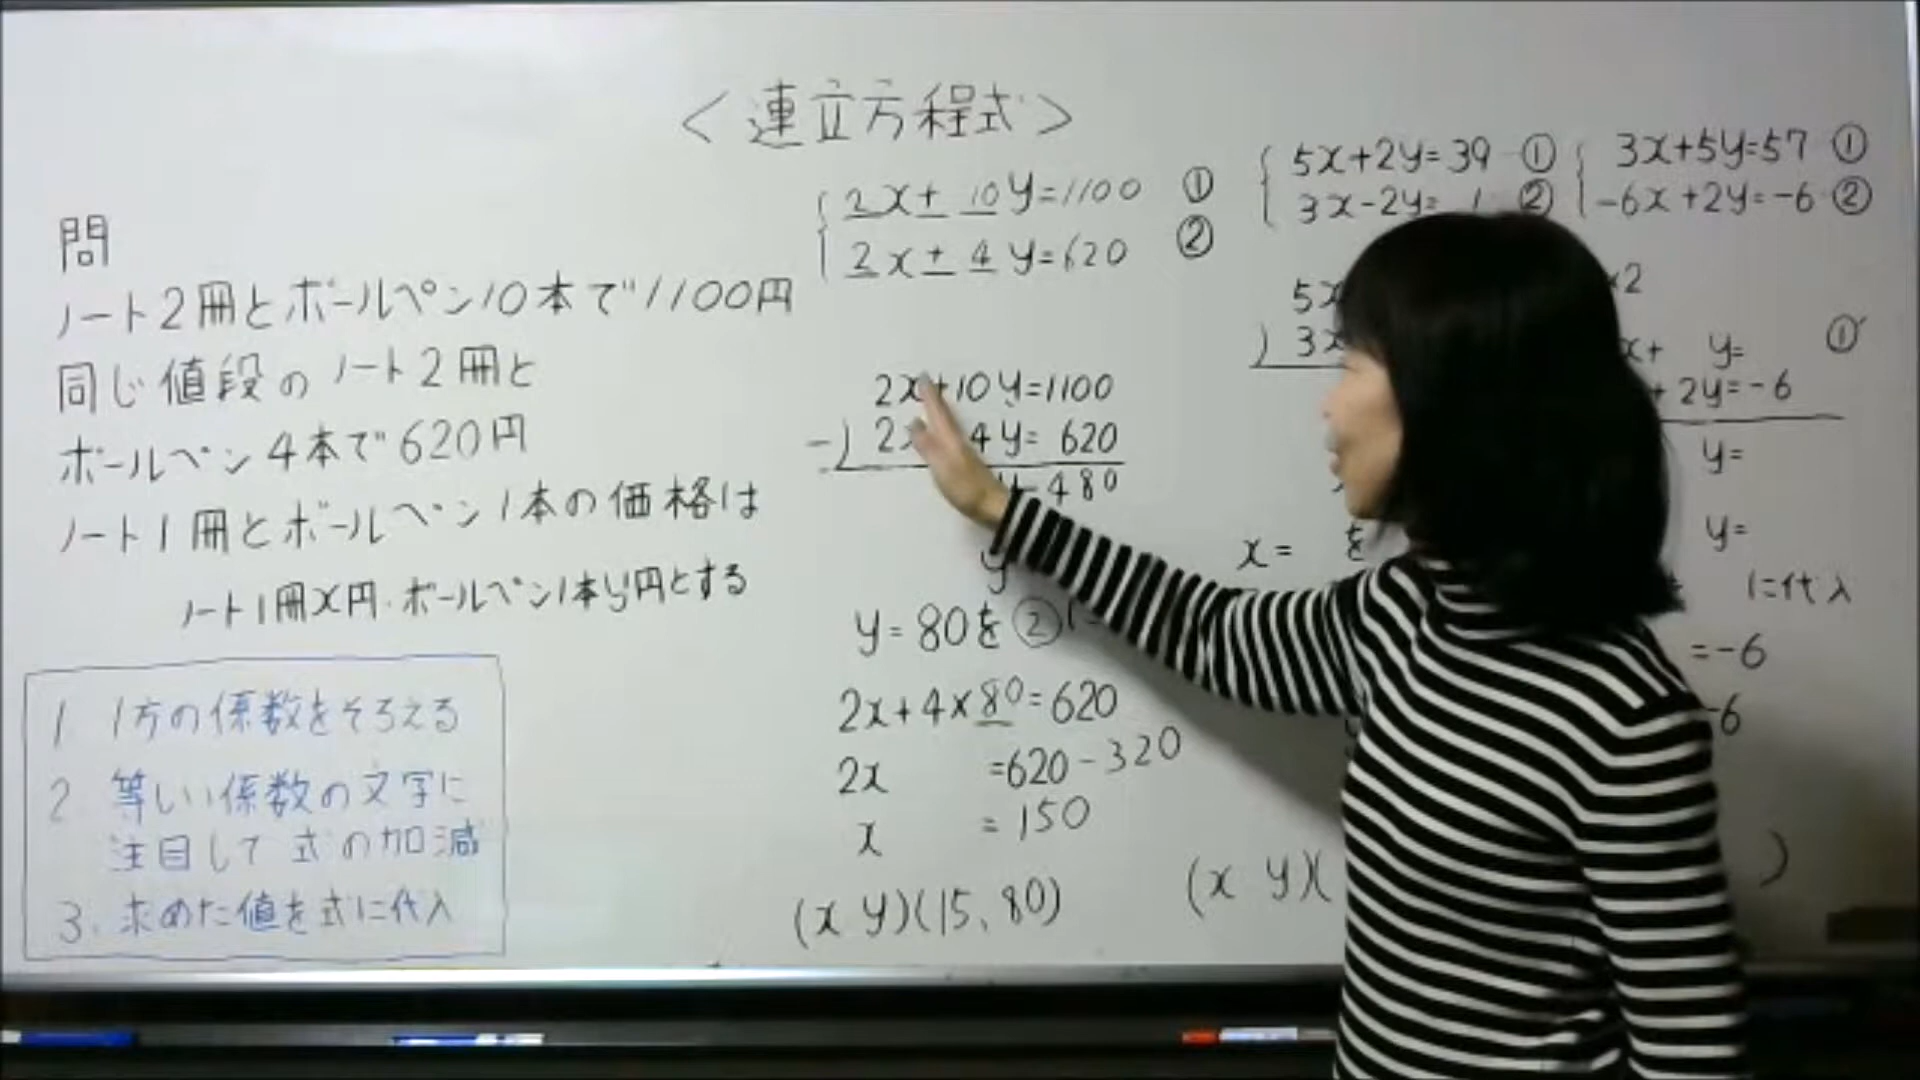 <連立方程式>
問
ノート2冊とボールペン10本で1100円
同じ値段のノート2冊と
ボールペン4本で620円
ノート1冊とボールペン1本の価格は
ノート1冊x円.ボールペン1本y円とする
1 1方の係数をそろえる
2 等しい係数の文字に
注目して式の加減
3. 求めた値を式に代入
2x+10y=1100 ①
2x+4y=620 ②
2x+10y=1100
-) 2x 4y=620
480
y
y=80を②
2x+4×80=620
2x =620-320
x =150
(x y)(15, 80)
5x+2y=39 ①
3x-2y= 1 ②
5x
) 3x
x= を
(x y)(
3x+5y=57 ①
-6x+2y=-6 ②
×2
x+ y= ①'
+2y=-6
y=
y=
に代入
=-6
-6
)